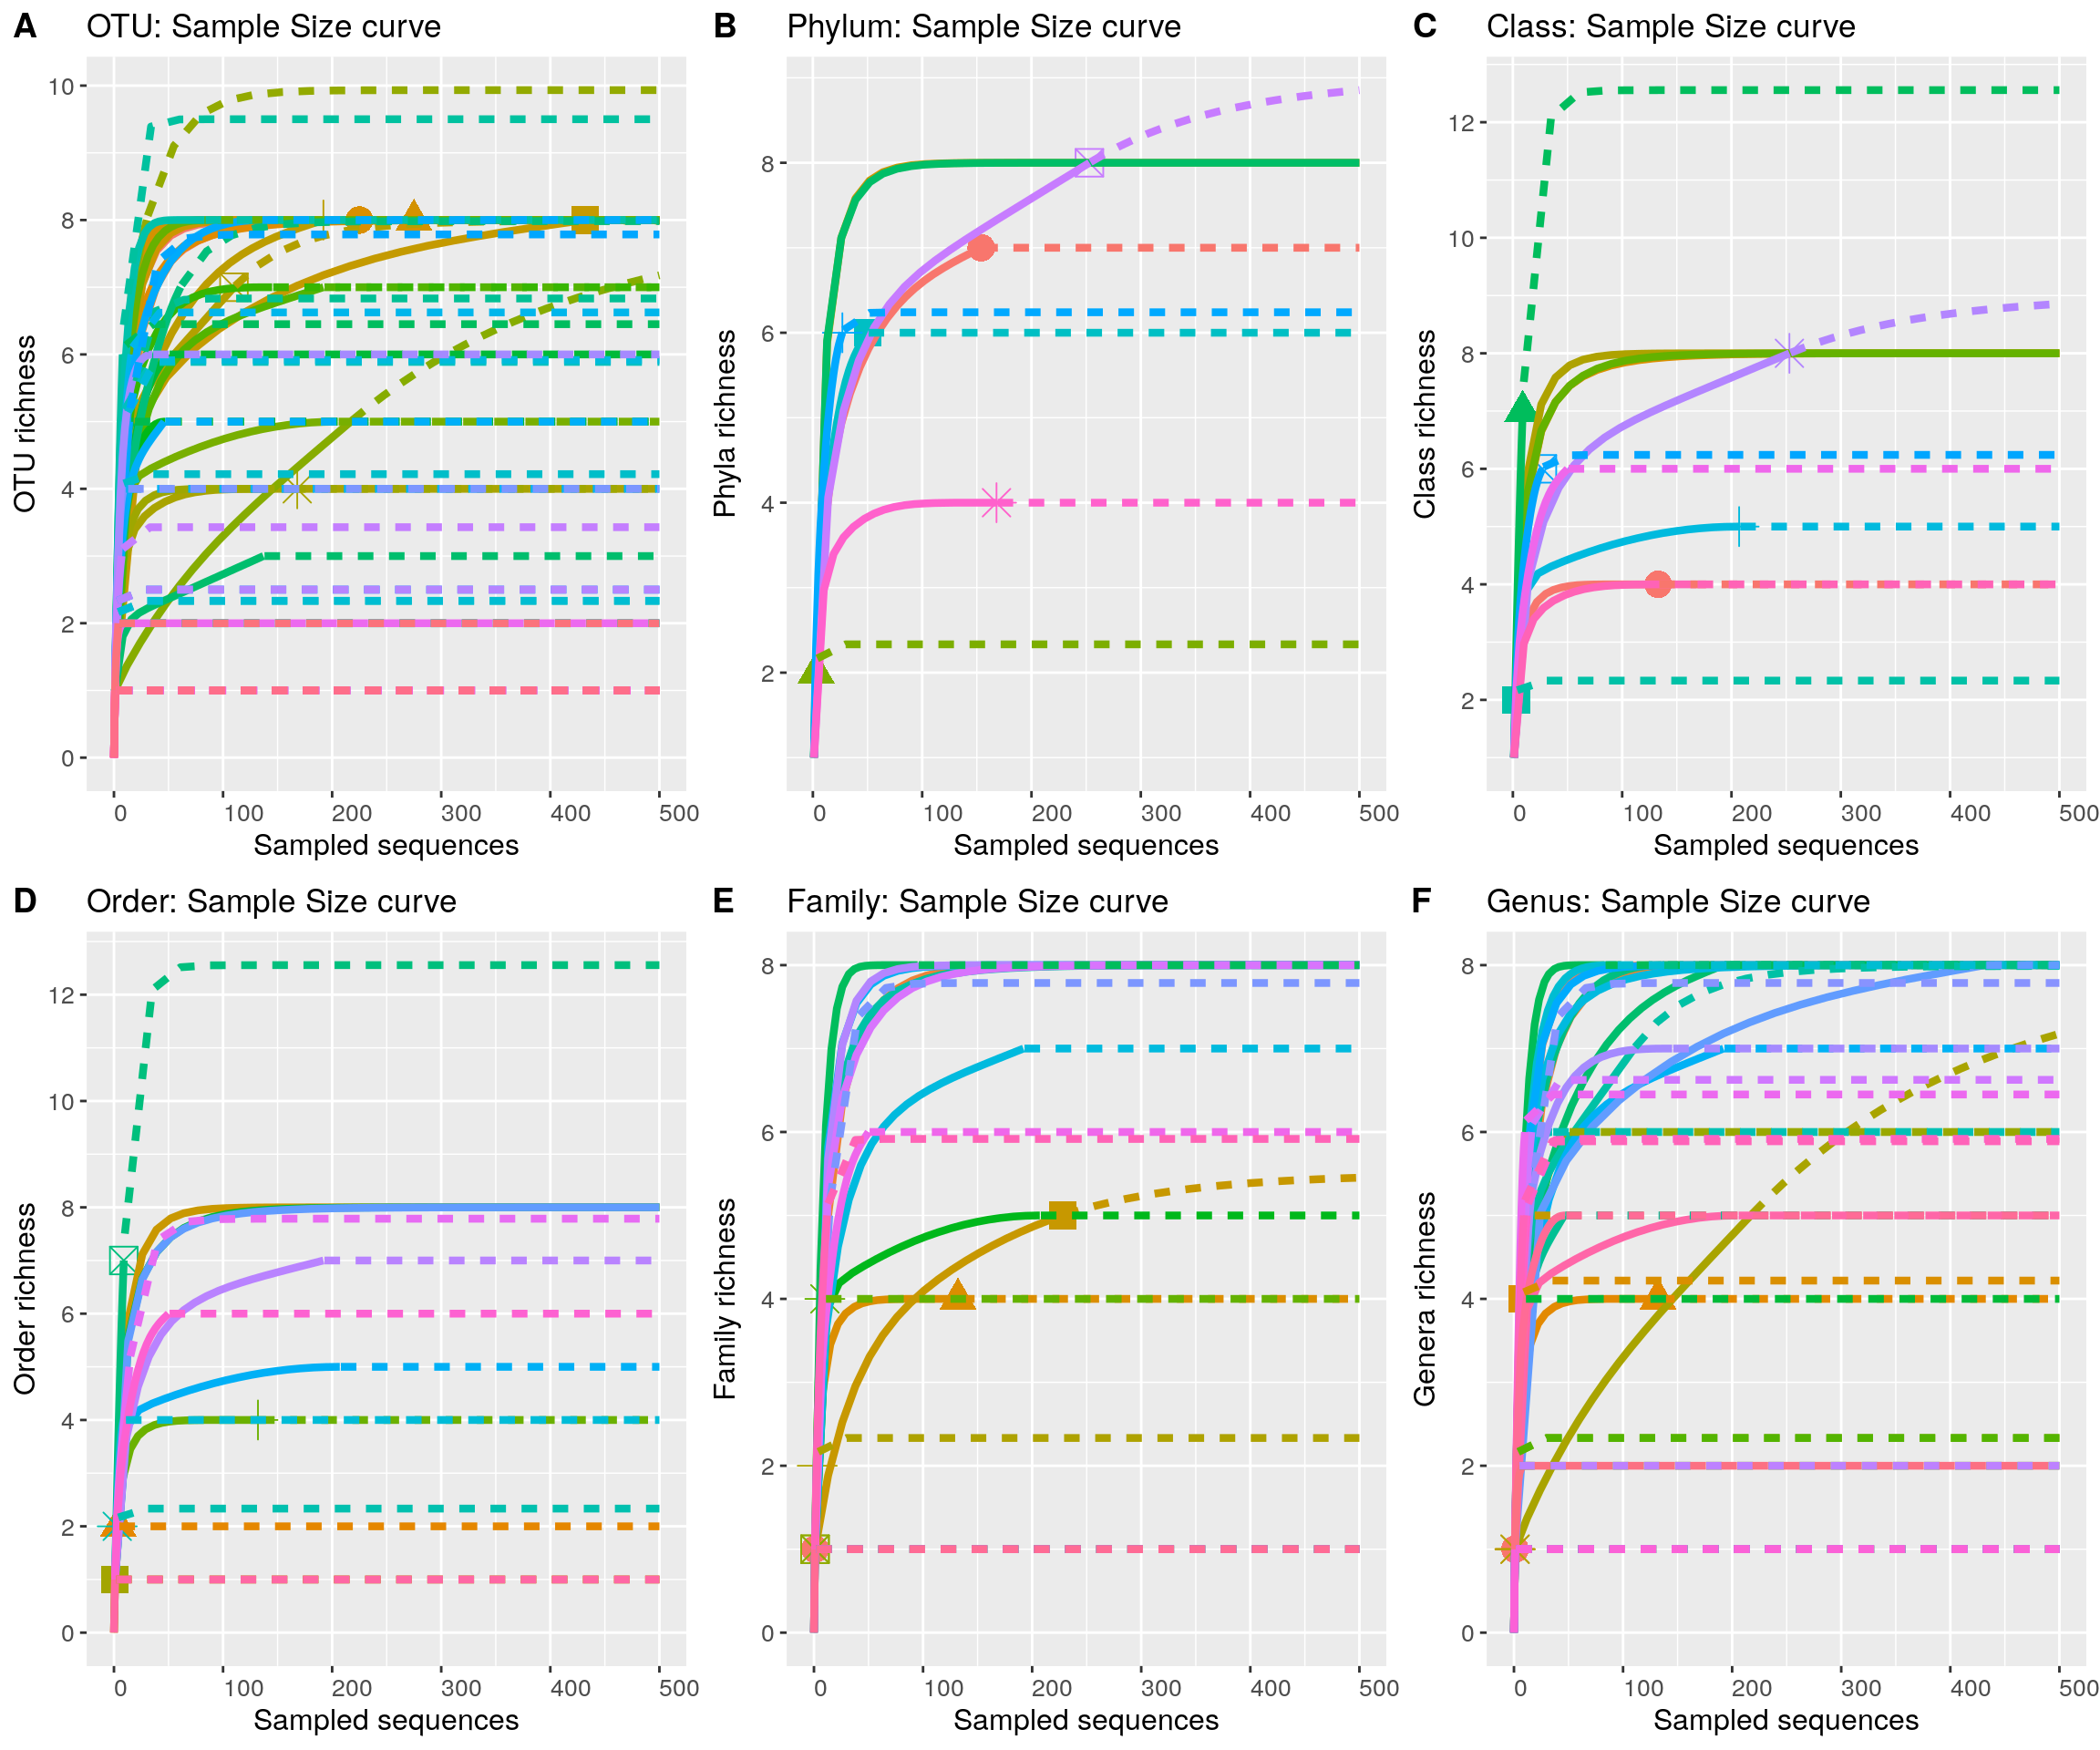 A OTU: Sample Size curve
OTU richness
10
8
6
4
2
0
0 100 200 300 400 500
Sampled sequences
B Phylum: Sample Size curve
Phyla richness
8
6
4
2
0 100 200 300 400 500
Sampled sequences
C Class: Sample Size curve
Class richness
12
10
8
6
4
2
0 100 200 300 400 500
Sampled sequences
D Order: Sample Size curve
Order richness
12
10
8
6
4
2
0
0 100 200 300 400 500
Sampled sequences
E Family: Sample Size curve
Family richness
8
6
4
2
0
0 100 200 300 400 500
Sampled sequences
F Genus: Sample Size curve
Genera richness
8
6
4
2
0
0 100 200 300 400 500
Sampled sequences